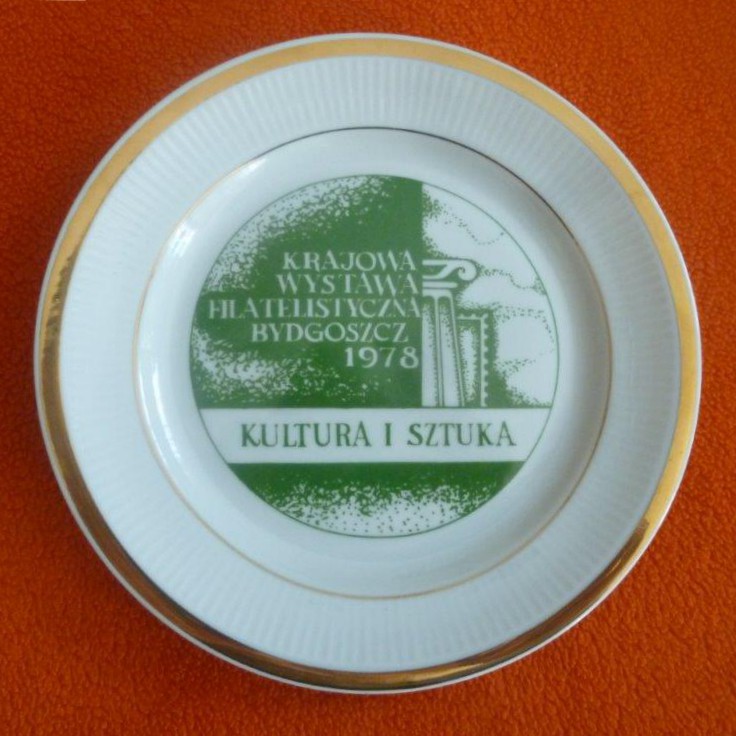 KRAJOWA
WYSTAWA
FILATELISTYCZNA
BYDGOSZCZ
1978
KULTURA I SZTUKA